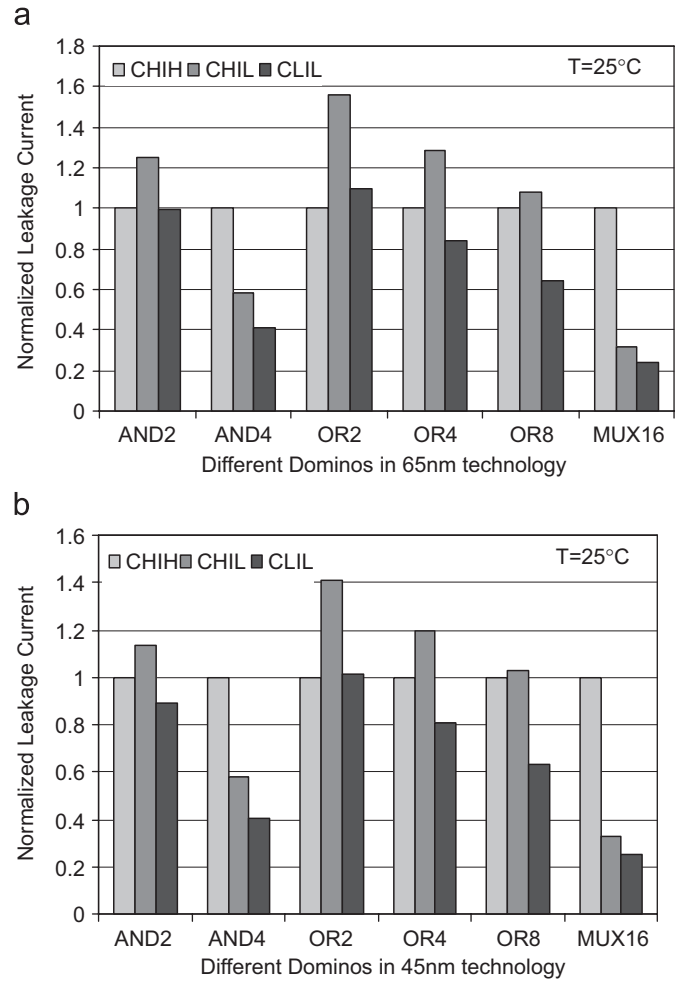 a
1.8
1.6
1.4
1.2
1
0.8
0.6
0.4
0.2
0
Normalized Leakage Current
CHIH CHIL CLIL
T=25°C
AND2 AND4 OR2 OR4 OR8 MUX16
Different Dominos in 65nm technology
b
1.6
1.4
1.2
1
0.8
0.6
0.4
0.2
0
Normalized Leakage Current
CHIH CHIL CLIL
T=25°C
AND2 AND4 OR2 OR4 OR8 MUX16
Different Dominos in 45nm technology